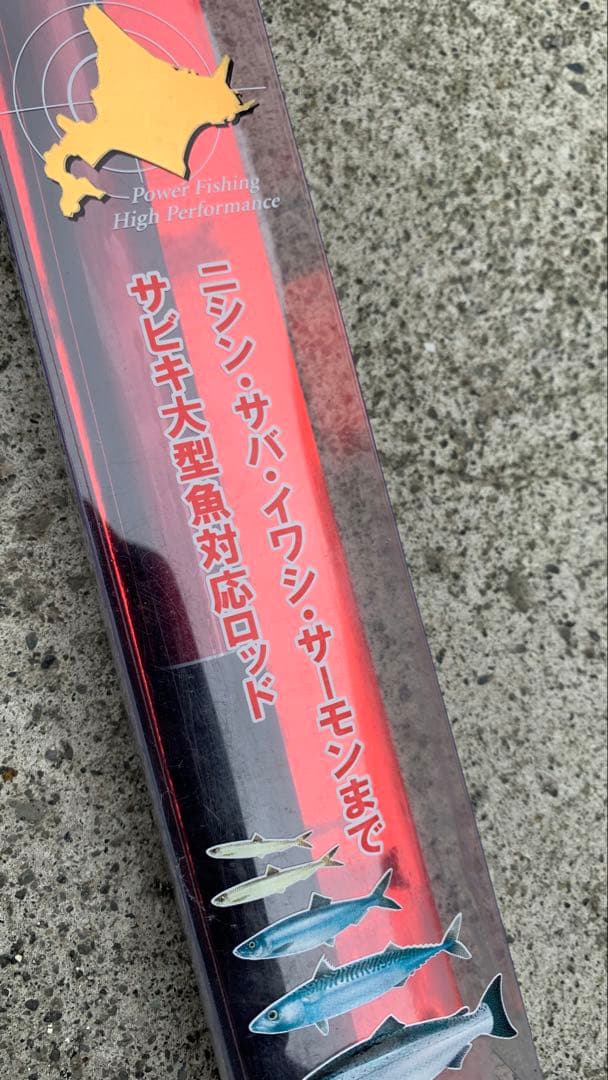 Power Fishing
High Performance
ニシン・サバ・イワシ・サーモンまで
サビキ大型魚対応ロッド